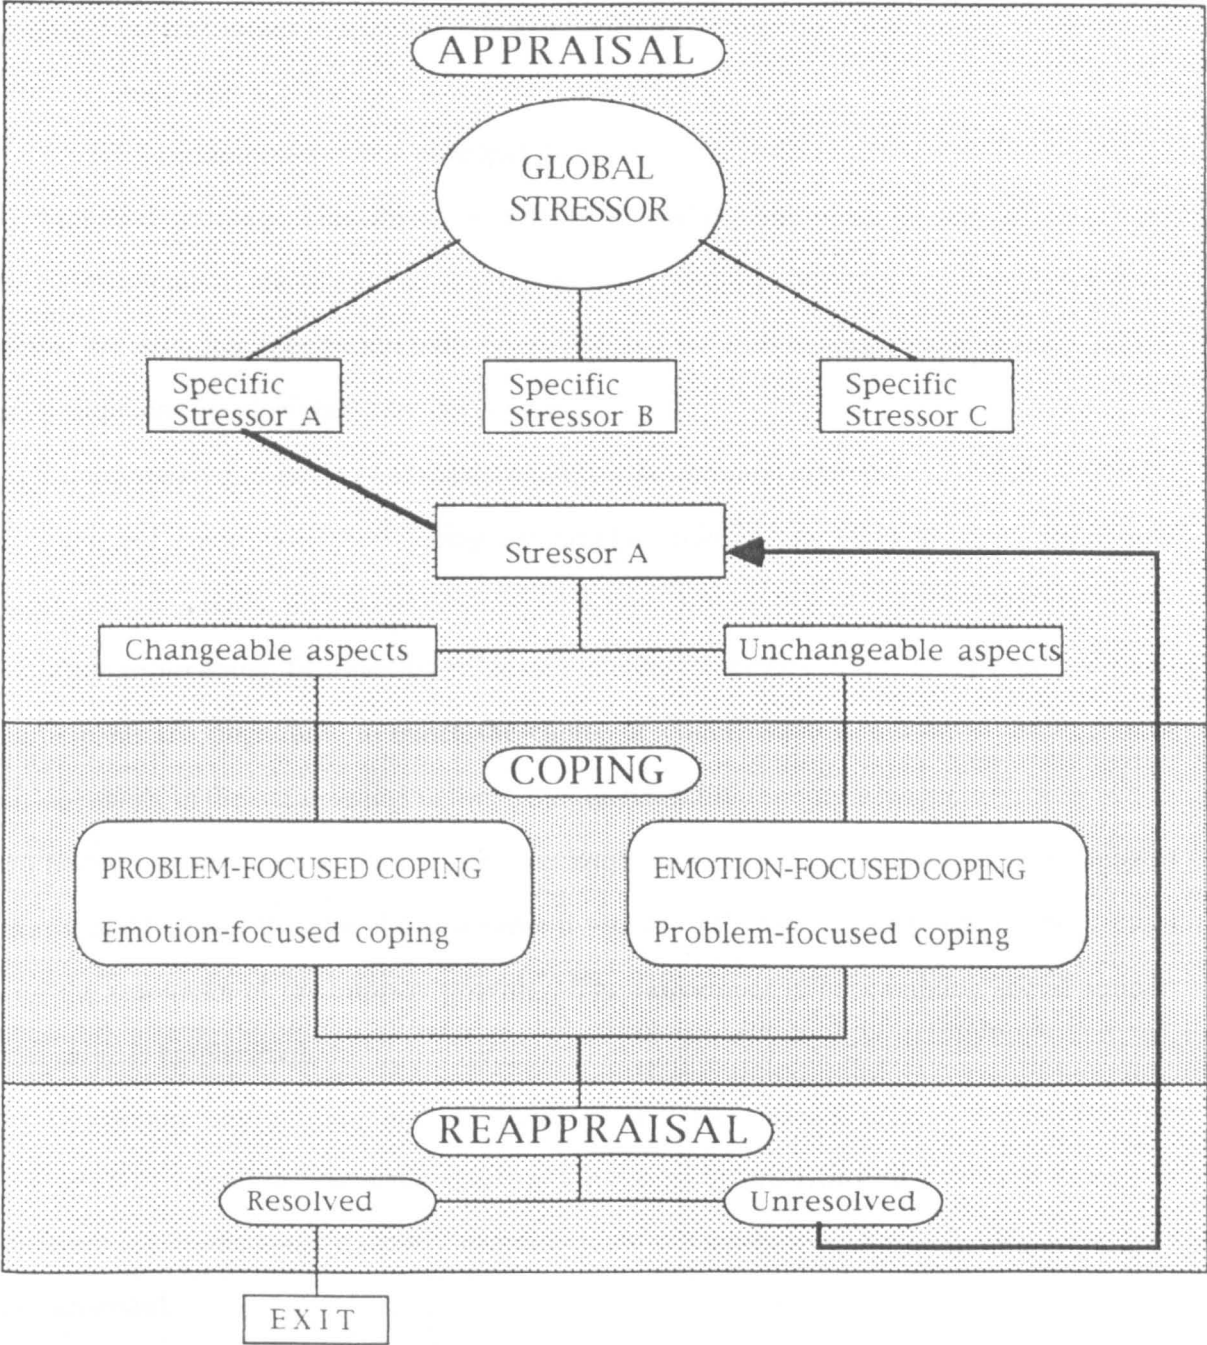 APPRAISAL
GLOBAL
STRESSOR
Specific
Stressor A
Specific
Stressor B
Specific
Stressor C
Stressor A
Changeable aspects
Unchangeable aspects
COPING
PROBLEM-FOCUSED COPING
Emotion-focused coping
EMOTION-FOCUSED COPING
Problem-focused coping
REAPPRAISAL
Resolved
Unresolved
EXIT